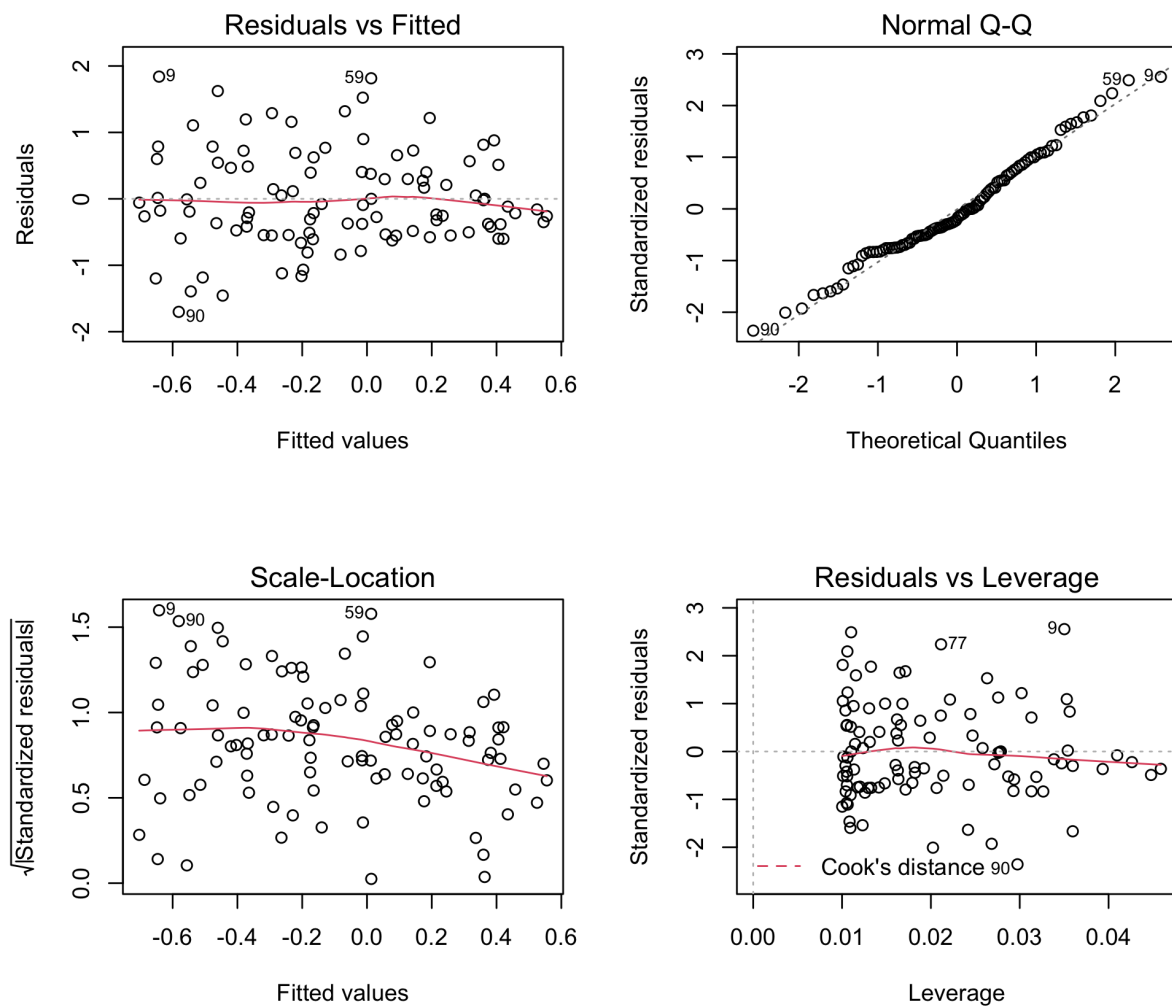 Residuals vs Fitted
Residuals
2
1
0
-1
-2
9
59
90
-0.6 -0.4 -0.2 0.0 0.2 0.4 0.6
Fitted values
Normal Q-Q
Standardized residuals
3
2
1
0
-1
-2
59
9
90
-2 -1 0 1 2
Theoretical Quantiles
Scale-Location
√|Standardized residuals|
1.5
1.0
0.5
0.0
9
90
59
-0.6 -0.4 -0.2 0.0 0.2 0.4 0.6
Fitted values
Residuals vs Leverage
Standardized residuals
3
2
1
0
-1
-2
77
9
Cook's distance
90
0.00 0.01 0.02 0.03 0.04
Leverage